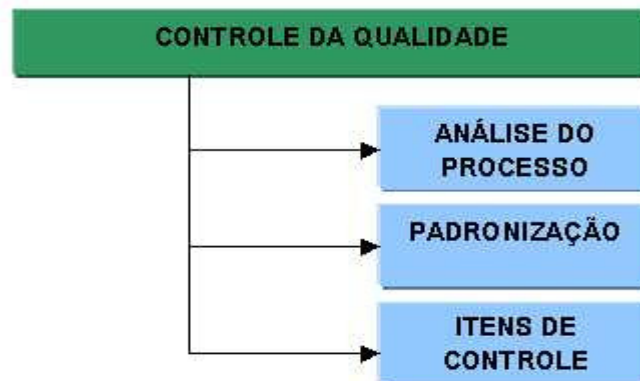 CONTROLE DA QUALIDADE
ANÁLISE DO
PROCESSO
PADRONIZAÇÃO
ITENS DE
CONTROLE